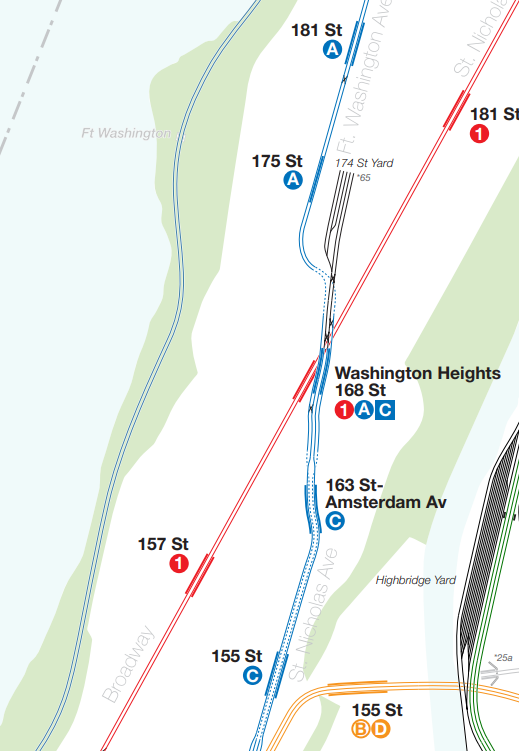 181 St
A
Ft. Washington Ave
St. Nichola
181 St
1
Ft Washington
175 St
A
174 St Yard
*65
Washington Heights
168 St
1 A C
163 St-
Amsterdam Av
C
157 St
1
Highbridge Yard
St. Nicholas Ave
Broadway
155 St
C
*25a
155 St
B D